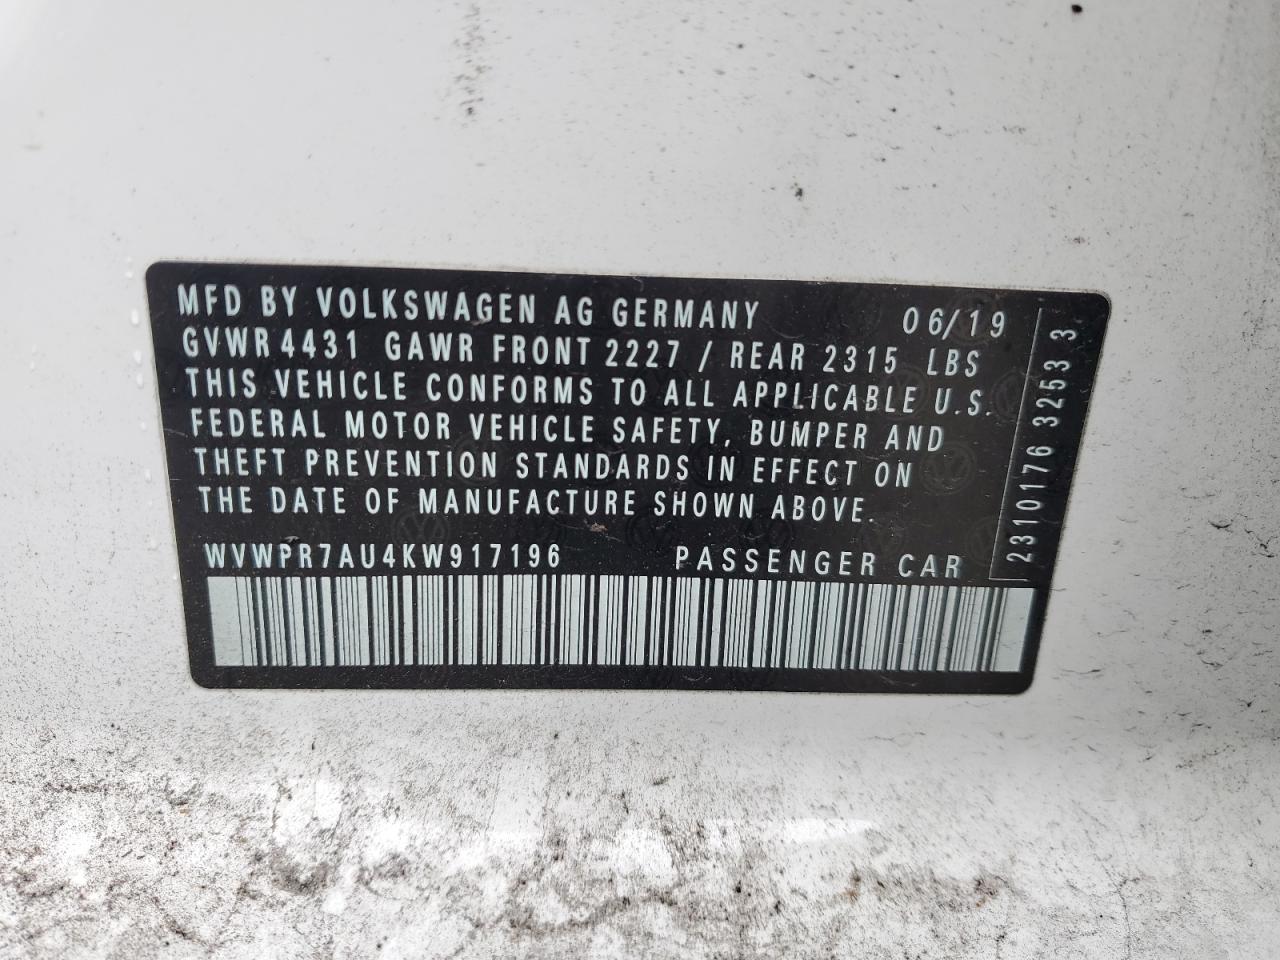 MFD BY VOLKSWAGEN AG GERMANY 06/19
GVWR 4431 GAWR FRONT 2227 / REAR 2315 LBS
THIS VEHICLE CONFORMS TO ALL APPLICABLE U.S.
FEDERAL MOTOR VEHICLE SAFETY, BUMPER AND
THEFT PREVENTION STANDARDS IN EFFECT ON
THE DATE OF MANUFACTURE SHOWN ABOVE.
WVWPR7AU4KW917196 PASSENGER CAR
2310176 3253 3